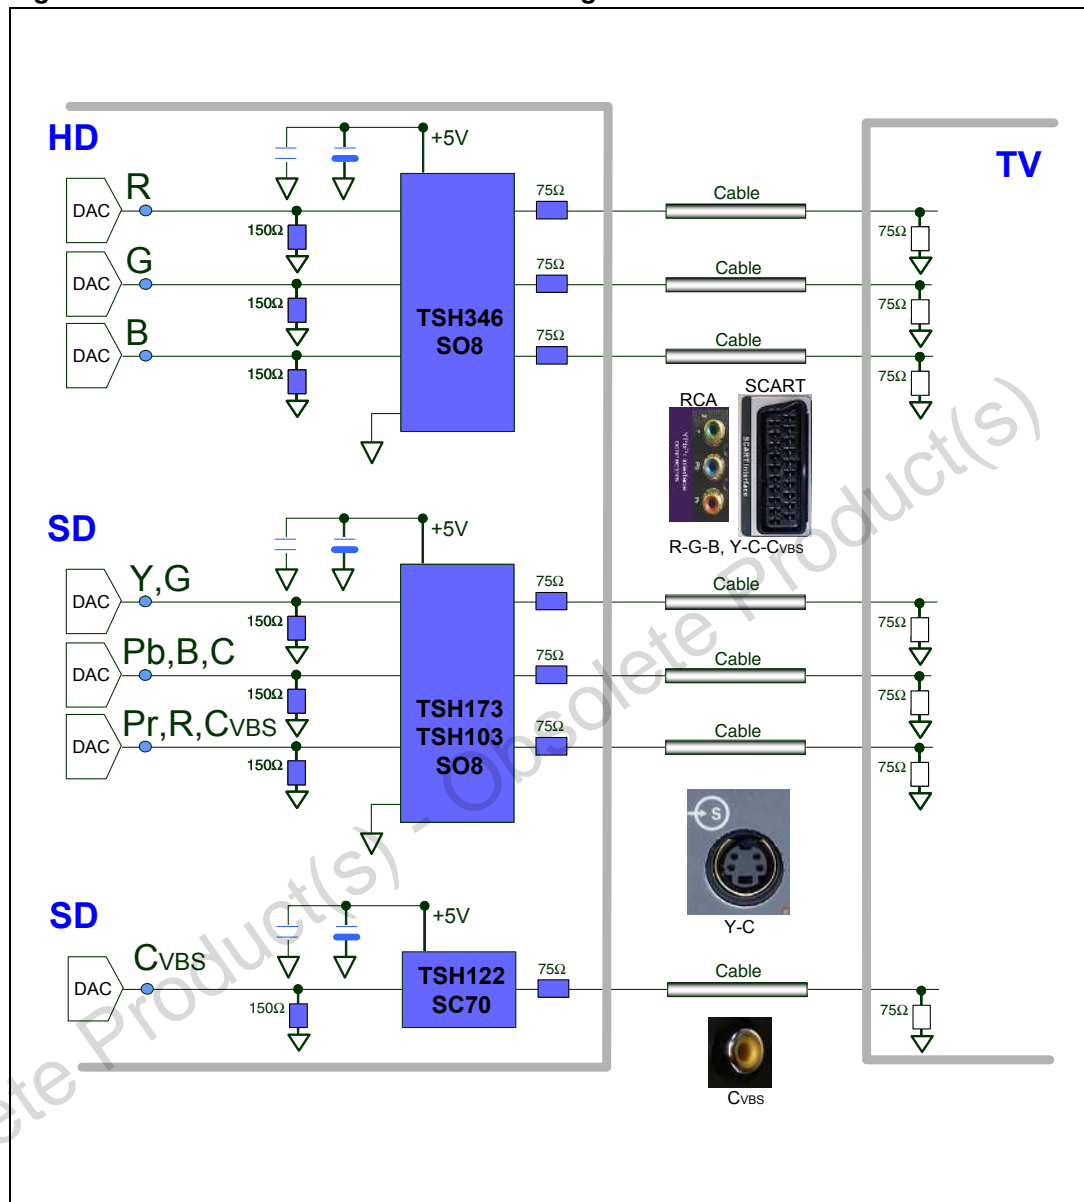 HD
+5V
TV
DAC
R
150Ω
75Ω
Cable
75Ω
DAC
G
150Ω
75Ω
Cable
75Ω
DAC
B
150Ω
75Ω
Cable
75Ω
TSH346
SO8
RCA
SCART
SCART Interface
R-G-B, Y-C-CVBS
SD
+5V
DAC
Y,G
150Ω
75Ω
Cable
75Ω
DAC
Pb,B,C
150Ω
75Ω
Cable
75Ω
DAC
Pr,R,CVBS
150Ω
75Ω
Cable
75Ω
TSH173
TSH103
SO8
S
Y-C
SD
+5V
DAC
CVBS
150Ω
TSH122
SC70
75Ω
Cable
75Ω
CVBS
ete Product(s) - Obsolete Product(s)